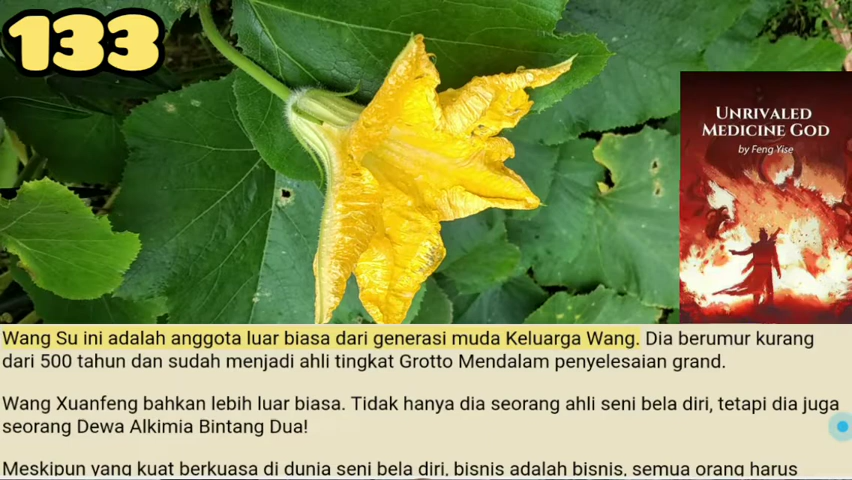 133
UNRIVALED
MEDICINE GOD
by Feng Yise
Wang Su ini adalah anggota luar biasa dari generasi muda Keluarga Wang. Dia berumur kurang
dari 500 tahun dan sudah menjadi ahli tingkat Grotto Mendalam penyelesaian grand.
Wang Xuanfeng bahkan lebih luar biasa. Tidak hanya dia seorang ahli seni bela diri, tetapi dia juga
seorang Dewa Alkimia Bintang Dua!
Meskipun yang kuat berkuasa di dunia seni bela diri, bisnis adalah bisnis, semua orang harus